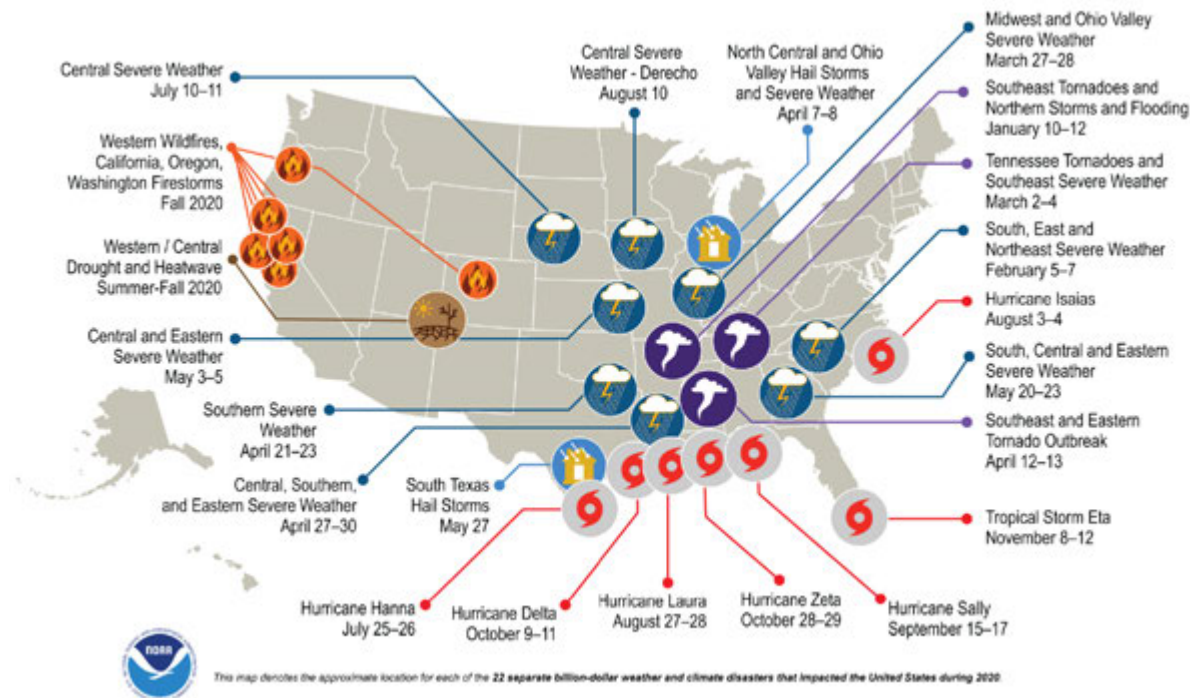 Central Severe Weather
July 10–11
Western Wildfires,
California, Oregon,
Washington Firestorms
Fall 2020
Western / Central
Drought and Heatwave
Summer-Fall 2020
Central and Eastern
Severe Weather
May 3–5
Southern Severe
Weather
April 21–23
Central, Southern,
and Eastern Severe Weather
April 27–30
Central Severe
Weather - Derecho
August 10
North Central and Ohio
Valley Hail Storms
and Severe Weather
April 7–8
Midwest and Ohio Valley
Severe Weather
March 27–28
Southeast Tornadoes and
Northern Storms and Flooding
January 10–12
Tennessee Tornadoes and
Southeast Severe Weather
March 2–4
South, East and
Northeast Severe Weather
February 5–7
Hurricane Isaias
August 3–4
South, Central and Eastern
Severe Weather
May 20–23
Southeast and Eastern
Tornado Outbreak
April 12–13
Tropical Storm Eta
November 8–12
South Texas
Hail Storms
May 27
Hurricane Hanna
July 25–26
Hurricane Delta
October 9–11
Hurricane Laura
August 27–28
Hurricane Zeta
October 28–29
Hurricane Sally
September 15–17
NOAA
This map denotes the approximate location for each of the 22 separate billion-dollar weather and climate disasters that impacted the United States during 2020.